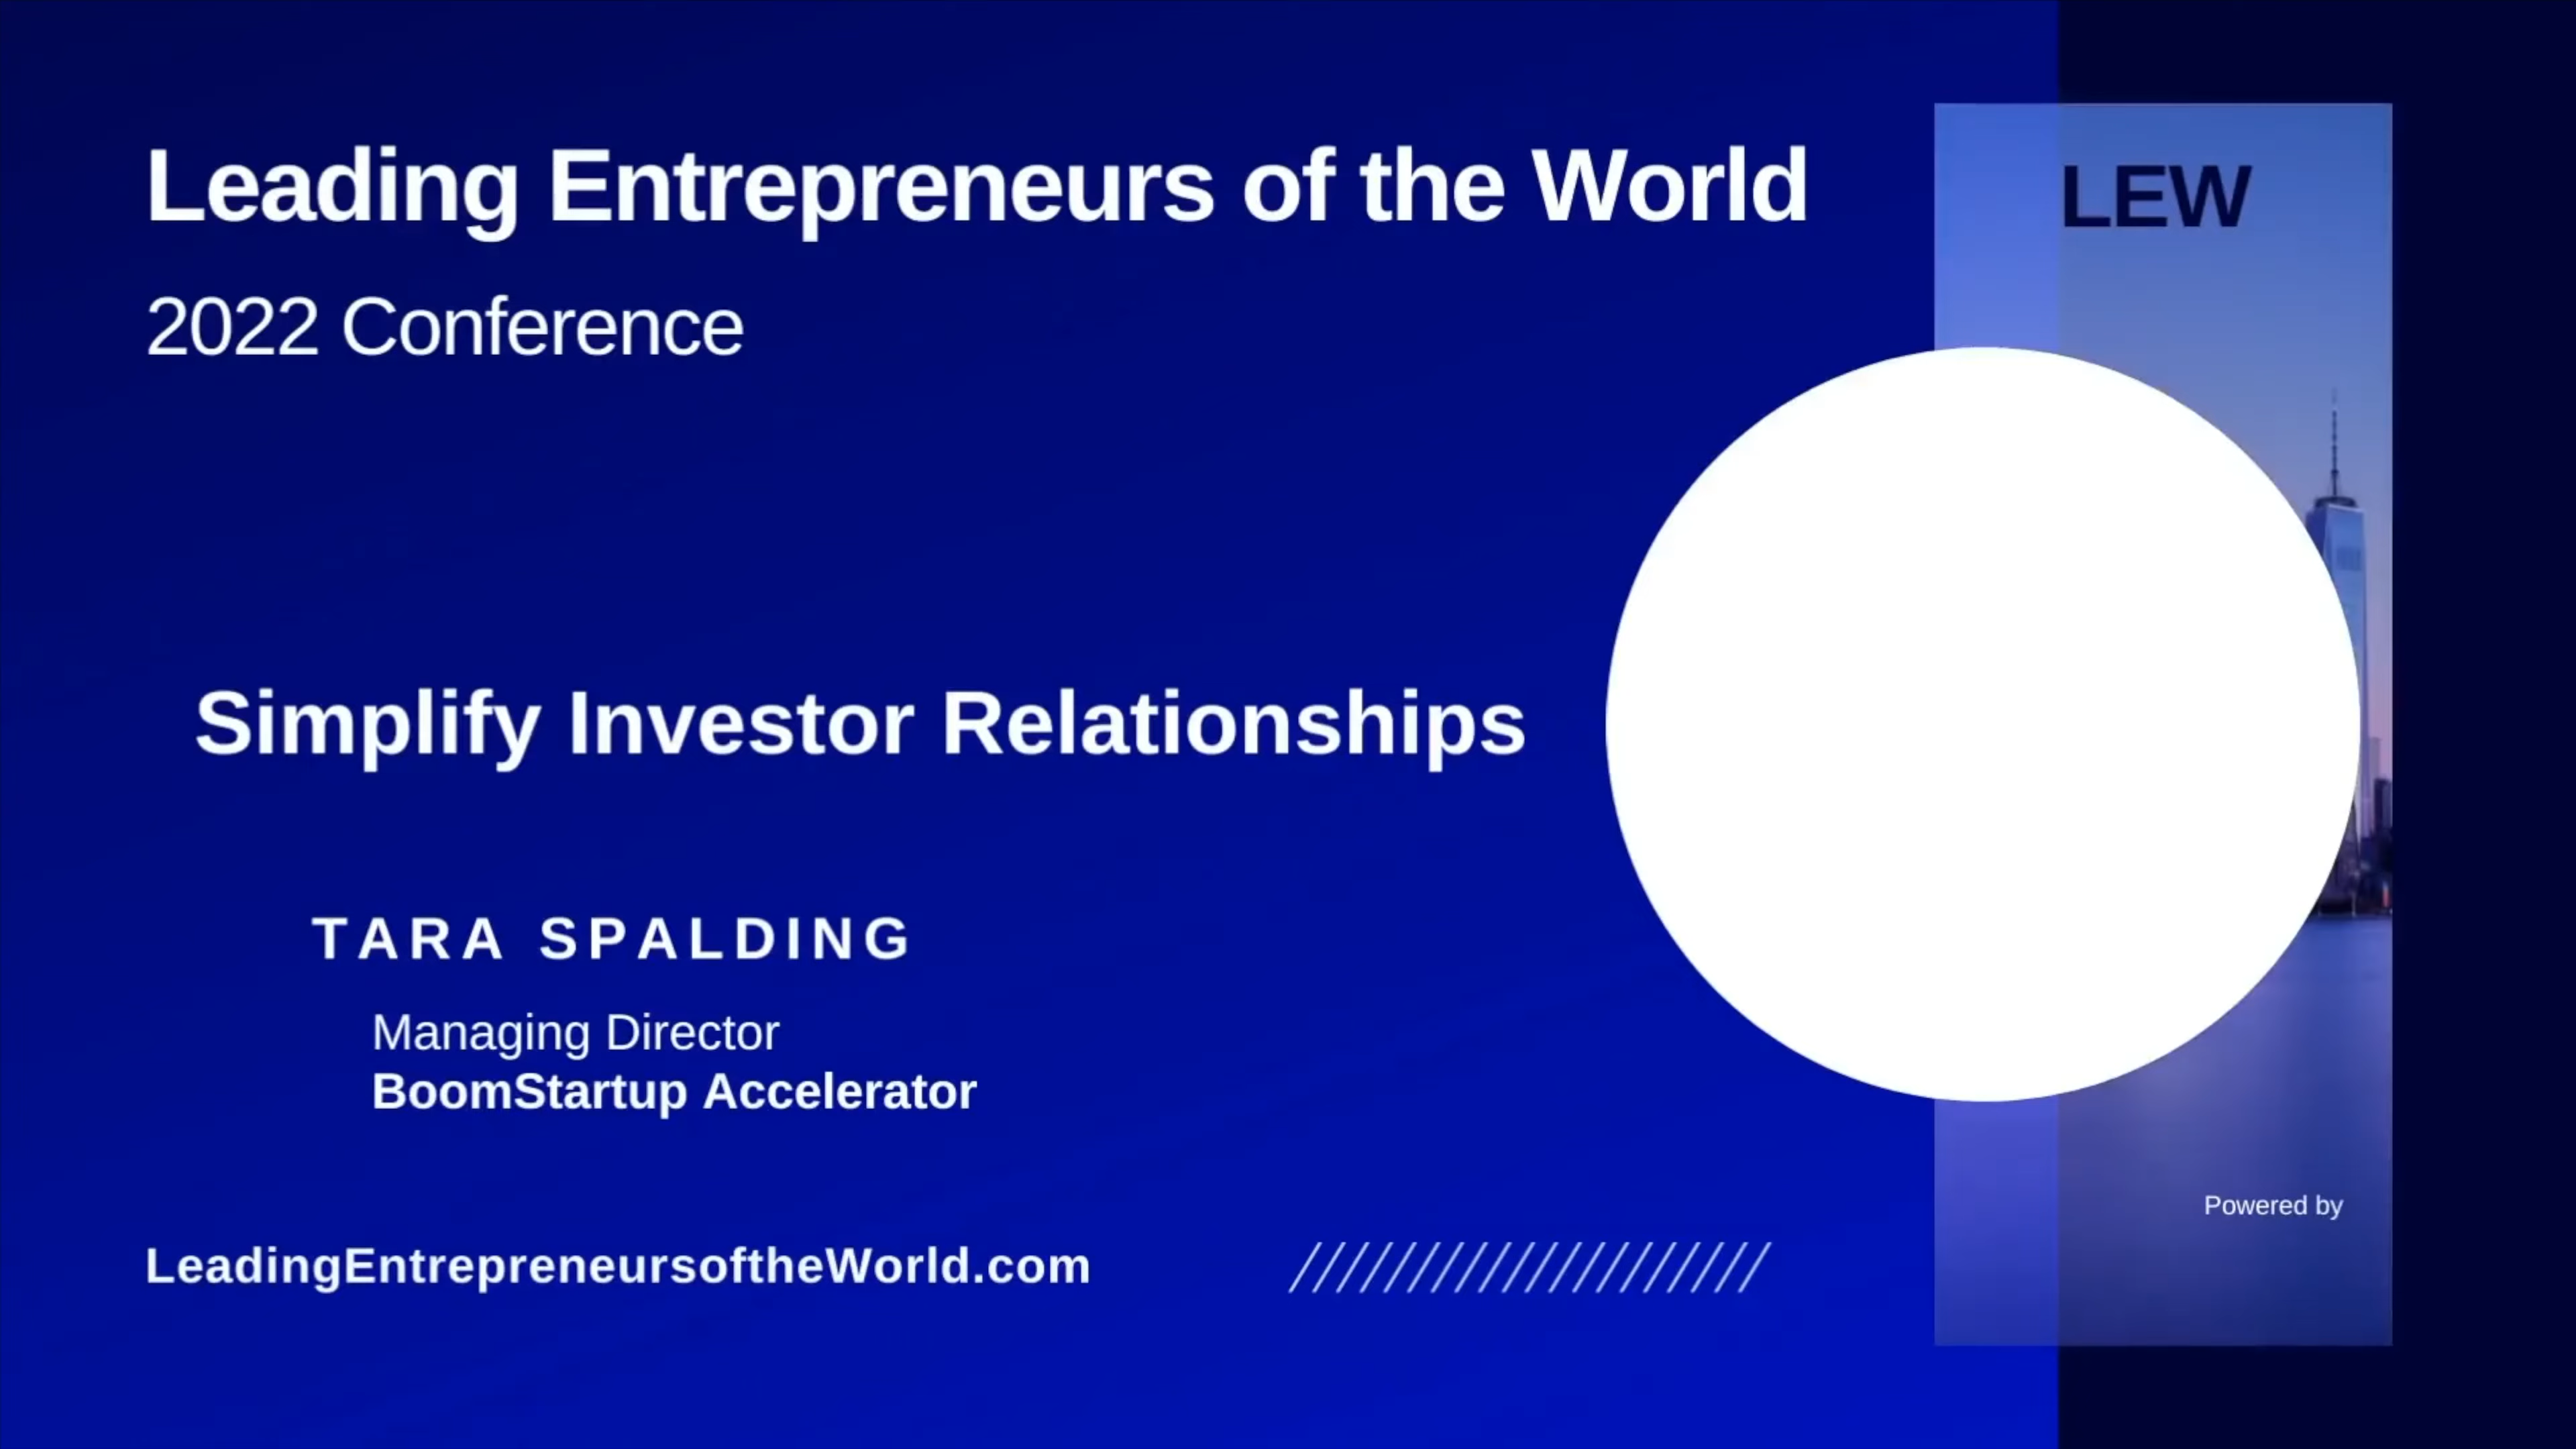 Leading Entrepreneurs of the World
LEW
2022 Conference
Simplify Investor Relationships
TARA SPALDING
Managing Director
BoomStartup Accelerator
Powered by
LeadingEntrepreneursoftheWorld.com